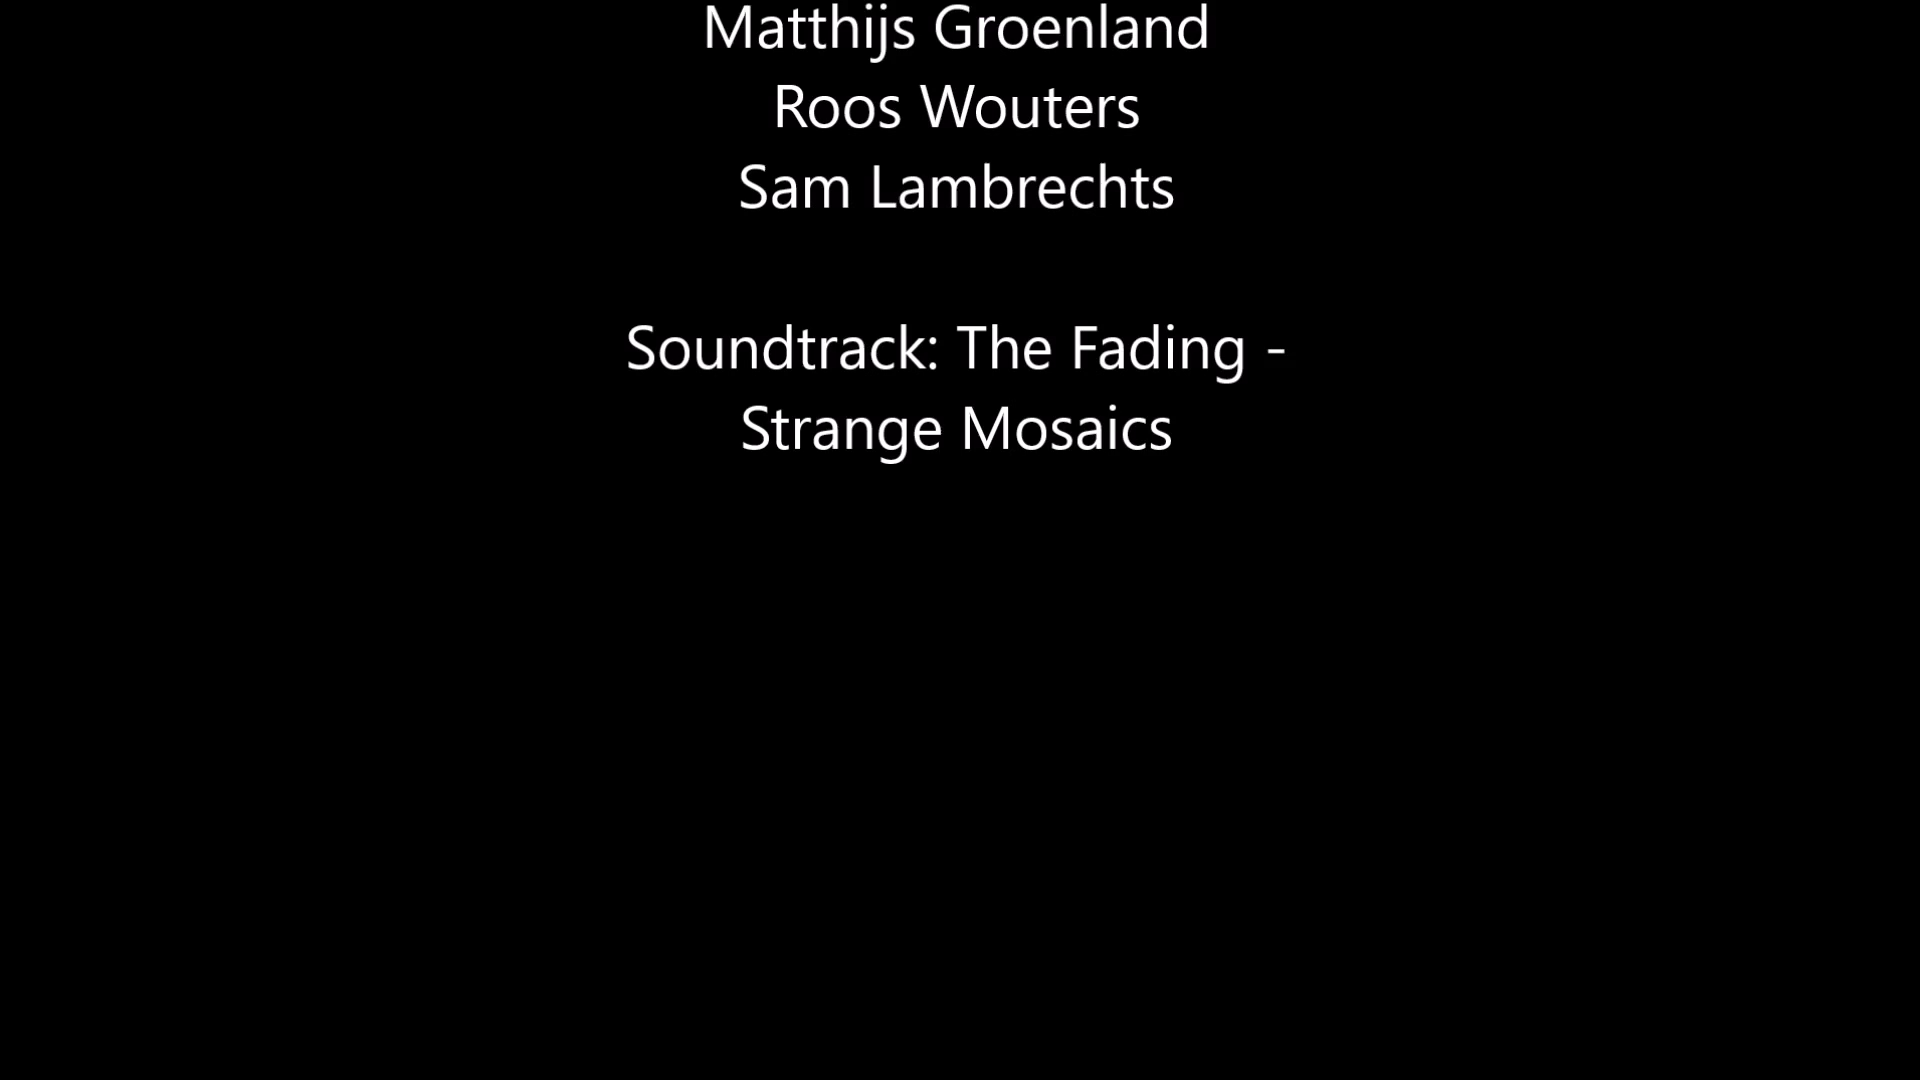 Matthijs Groenland
Roos Wouters
Sam Lambrechts
Soundtrack: The Fading -
Strange Mosaics